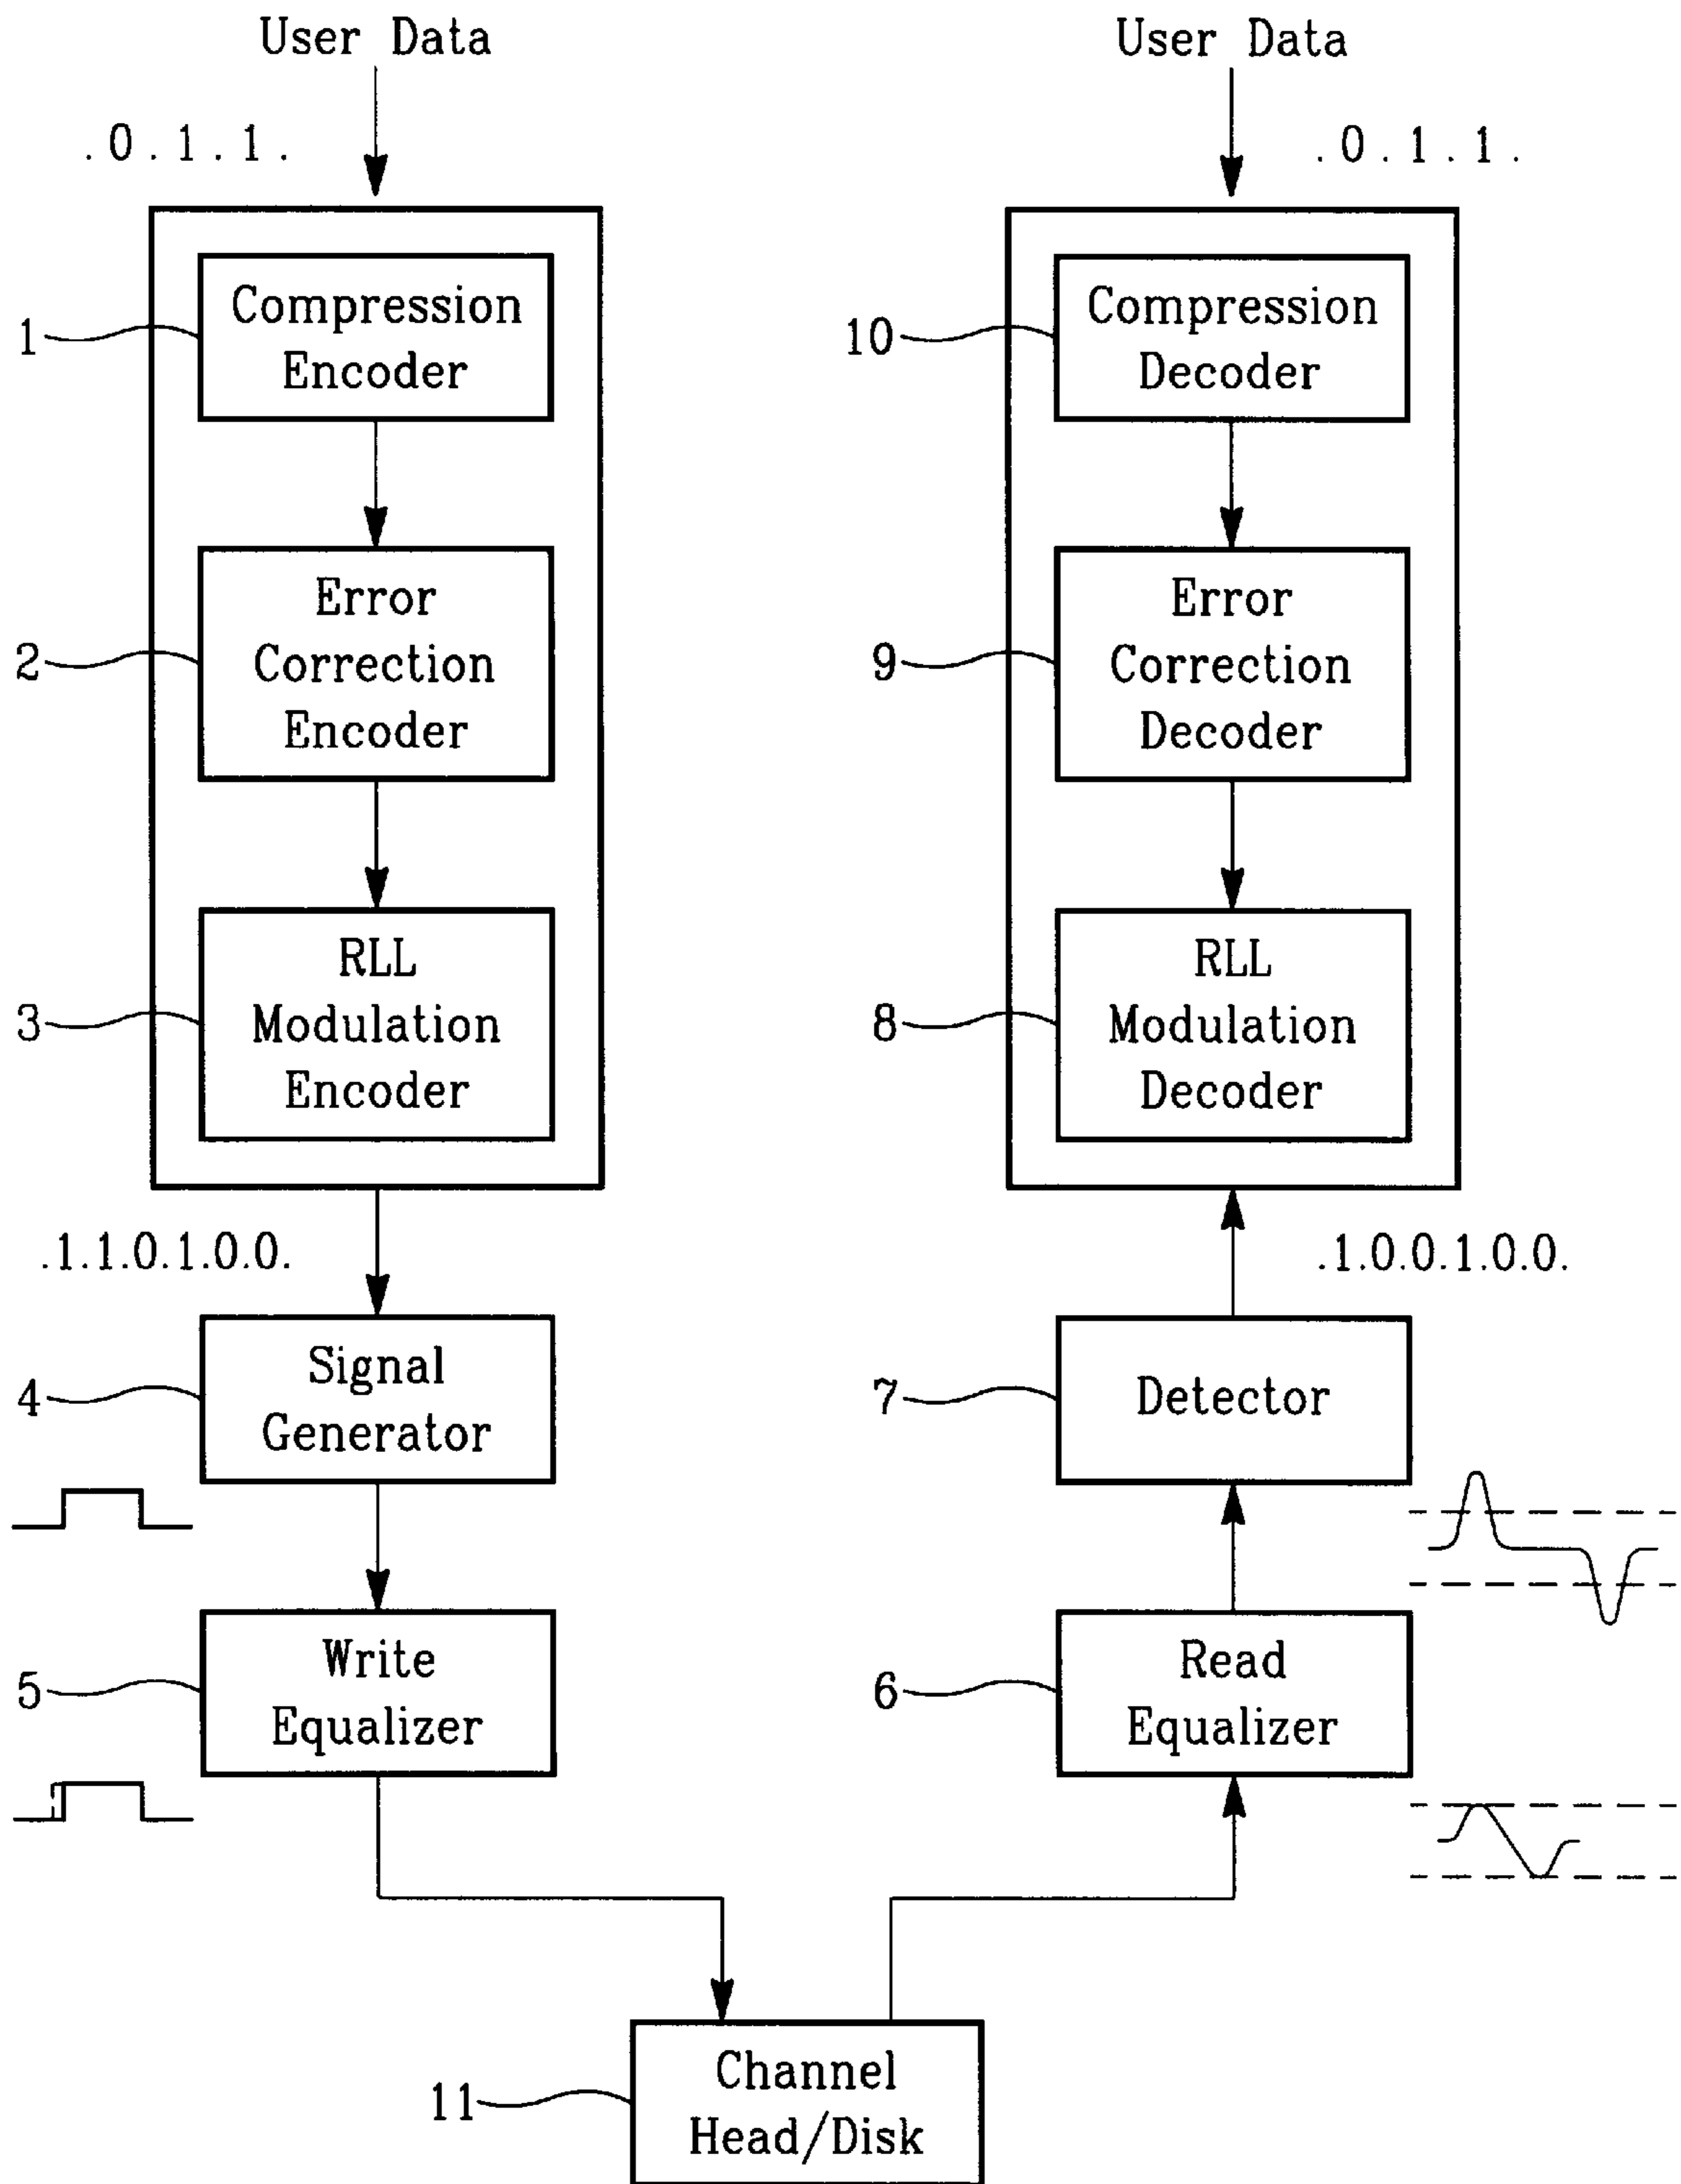 User Data
.0.1.1.
1
Compression
Encoder
2
Error
Correction
Encoder
3
RLL
Modulation
Encoder
.1.1.0.1.0.0.
4
Signal
Generator
5
Write
Equalizer
User Data
.0.1.1.
10
Compression
Decoder
9
Error
Correction
Decoder
8
RLL
Modulation
Decoder
.1.0.0.1.0.0.
7
Detector
6
Read
Equalizer
11
Channel
Head/Disk